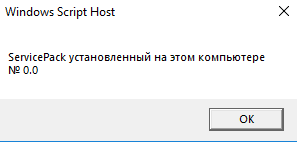 Windows Script Host
ServicePack установленный на этом компьютере
№ 0.0
OK